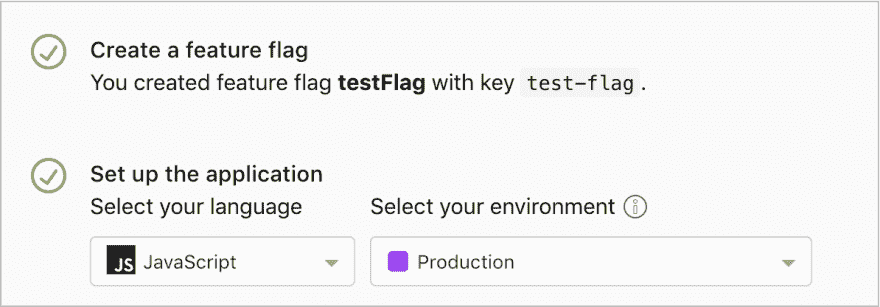 Create a feature flag
You created feature flag testFlag with key test-flag.
Set up the application
Select your language Select your environment
JS JavaScript Production